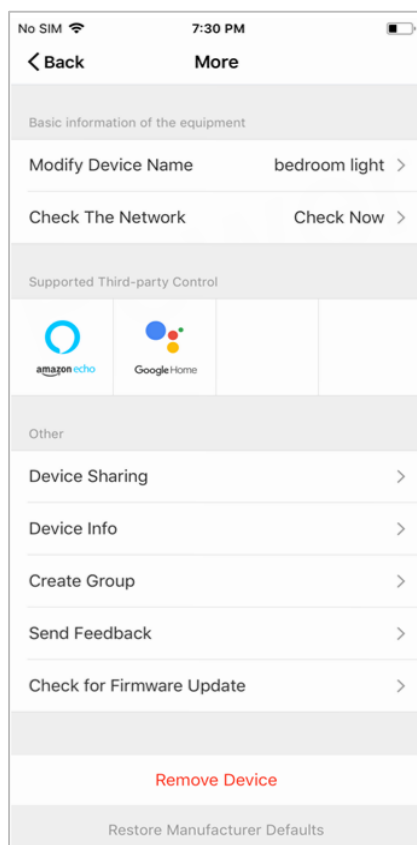 No SIM 7:30 PM
Back More
Basic information of the equipment
Modify Device Name bedroom light
Check The Network Check Now
Supported Third-party Control
amazon echo Google Home
Other
Device Sharing
Device Info
Create Group
Send Feedback
Check for Firmware Update
Remove Device
Restore Manufacturer Defaults